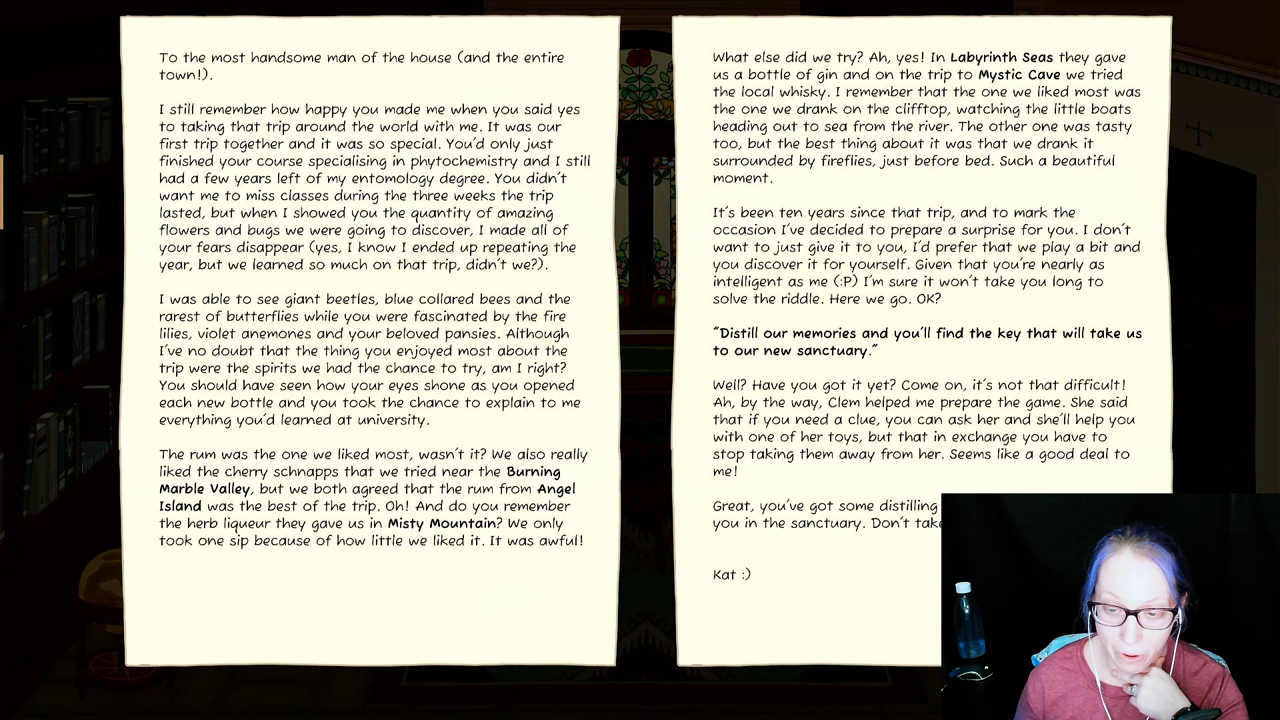 To the most handsome man of the house (and the entire
town!).
I still remember how happy you made me when you said yes
to taking that trip around the world with me. It was our
first trip together and it was so special. You'd only just
finished your course specialising in phytochemistry and I still
had a few years left of my entomology degree. You didn't
want me to miss classes during the three weeks the trip
lasted, but when I showed you the quantity of amazing
flowers and bugs we were going to discover, I made all of
your fears disappear (yes, I know I ended up repeating the
year, but we learned so much on that trip, didn't we?).
I was able to see giant beetles, blue collared bees and the
rarest of butterflies while you were fascinated by the fire
lilies, violet anemones and your beloved pansies. Although
I've no doubt that the thing you enjoyed most about the
trip were the spirits we had the chance to try, am I right?
You should have seen how your eyes shone as you opened
each new bottle and you took the chance to explain to me
everything you'd learned at university.
The rum was the one we liked most, wasn't it? We also really
liked the cherry schnapps that we tried near the Burning
Marble Valley, but we both agreed that the rum from Angel
Island was the best of the trip. Oh! And do you remember
the herb liqueur they gave us in Misty Mountain? We only
took one sip because of how little we liked it. It was awful!
What else did we try? Ah, yes! In Labyrinth Seas they gave
us a bottle of gin and on the trip to Mystic Cave we tried
the local whisky. I remember that the one we liked most was
the one we drank on the clifftop, watching the little boats
heading out to sea from the river. The other one was tasty
too, but the best thing about it was that we drank it
surrounded by fireflies, just before bed. Such a beautiful
moment.
It's been ten years since that trip, and to mark the
occasion I've decided to prepare a surprise for you. I don't
want to just give it to you, I'd prefer that we play a bit and
you discover it for yourself. Given that you're nearly as
intelligent as me (:P) I'm sure it won't take you long to
solve the riddle. Here we go. OK?
"Distill our memories and you'll find the key that will take us
to our new sanctuary."
Well? Have you got it yet? Come on, it's not that difficult!
Ah, by the way, Clem helped me prepare the game. She said
that if you need a clue, you can ask her and she'll help you
with one of her toys, but that in exchange you have to
stop taking them away from her. Seems like a good deal to
me!
Great, you've got some distilling
you in the sanctuary. Don't take
Kat :)